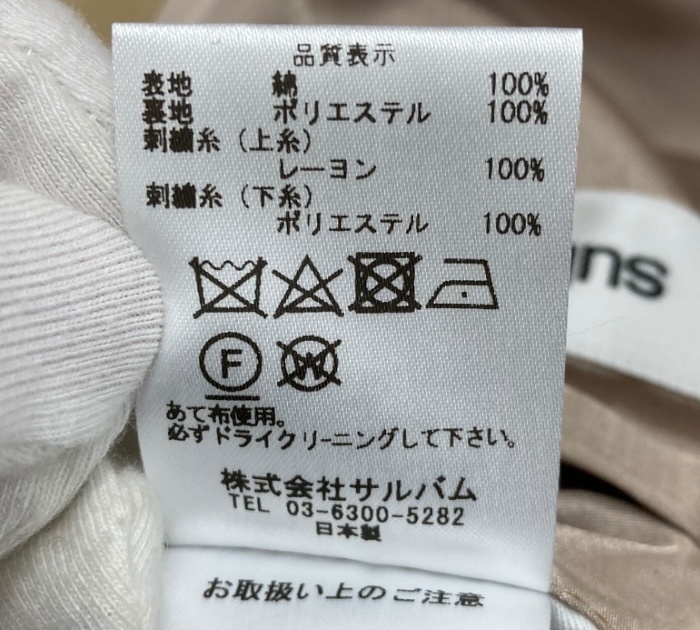 品質表示
表地 綿 100%
裏地 ポリエステル 100%
刺繍糸（上糸）
レーヨン 100%
刺繍糸（下糸）
ポリエステル 100%
F
W
あて布使用。
必ずドライクリーニングして下さい。
株式会社サルバム
TEL 03-6300-5282
日本製
お取扱い上のご注意